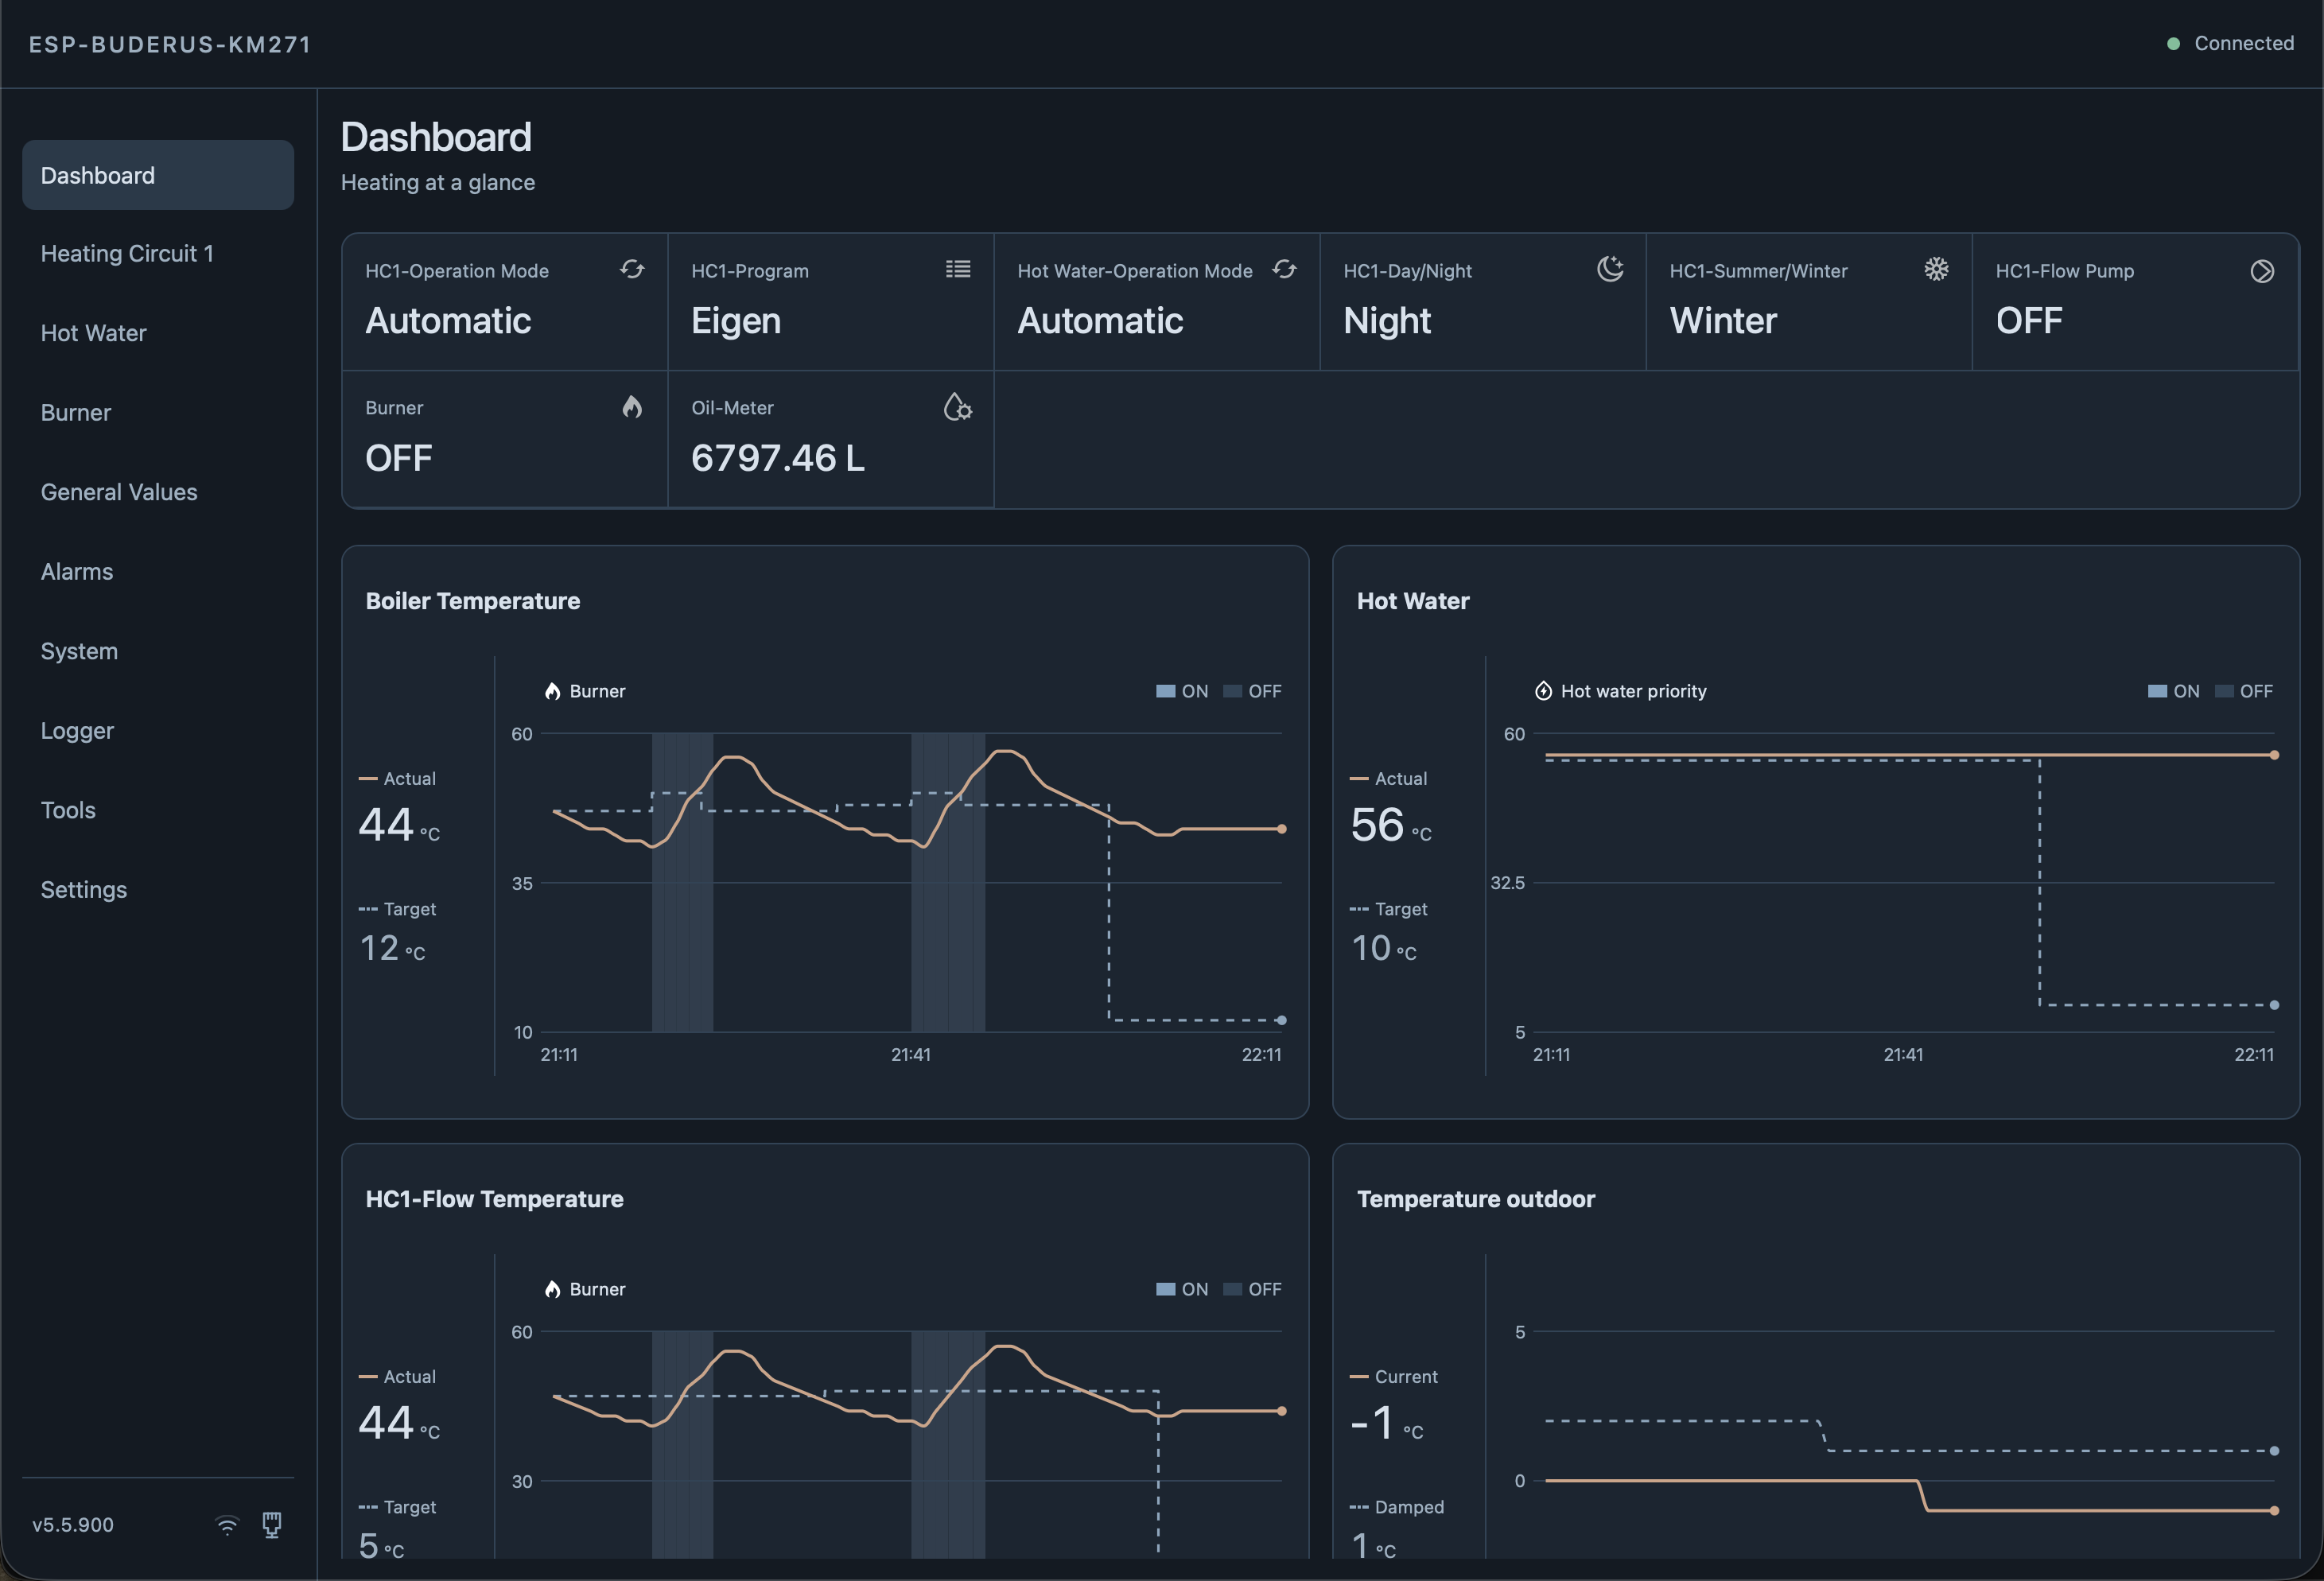 ESP-BUDERUS-KM271
Connected
Dashboard
Heating Circuit 1
Hot Water
Burner
General Values
Alarms
System
Logger
Tools
Settings
v5.5.900
Dashboard
Heating at a glance
HC1-Operation Mode
Automatic
HC1-Program
Eigen
Hot Water-Operation Mode
Automatic
HC1-Day/Night
Night
HC1-Summer/Winter
Winter
HC1-Flow Pump
OFF
Burner
OFF
Oil-Meter
6797.46 L
Boiler Temperature
Actual
44 °C
Target
12 °C
Burner
ON OFF
60
35
10
21:11 21:41 22:11
Hot Water
Actual
56 °C
Target
10 °C
Hot water priority
ON OFF
60
32.5
5
21:11 21:41 22:11
HC1-Flow Temperature
Actual
44 °C
Target
5 °C
Burner
ON OFF
60
30
Temperature outdoor
Current
-1 °C
Damped
1 °C
5
0